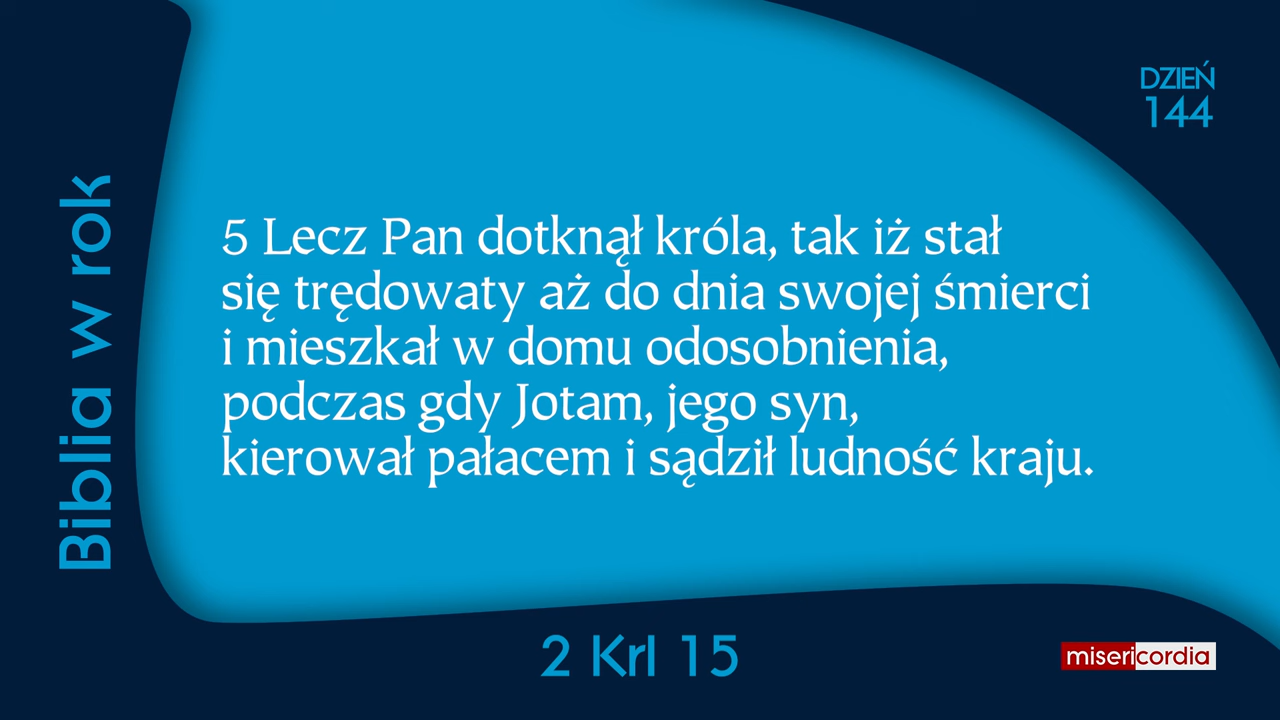 DZIEŃ
144
Biblia w rok
5 Lecz Pan dotknął króla, tak iż stał
się trędowaty aż do dnia swojej śmierci
i mieszkał w domu odosobnienia,
podczas gdy Jotam, jego syn,
kierował pałacem i sądził ludność kraju.
2 Krl 15
misericordia